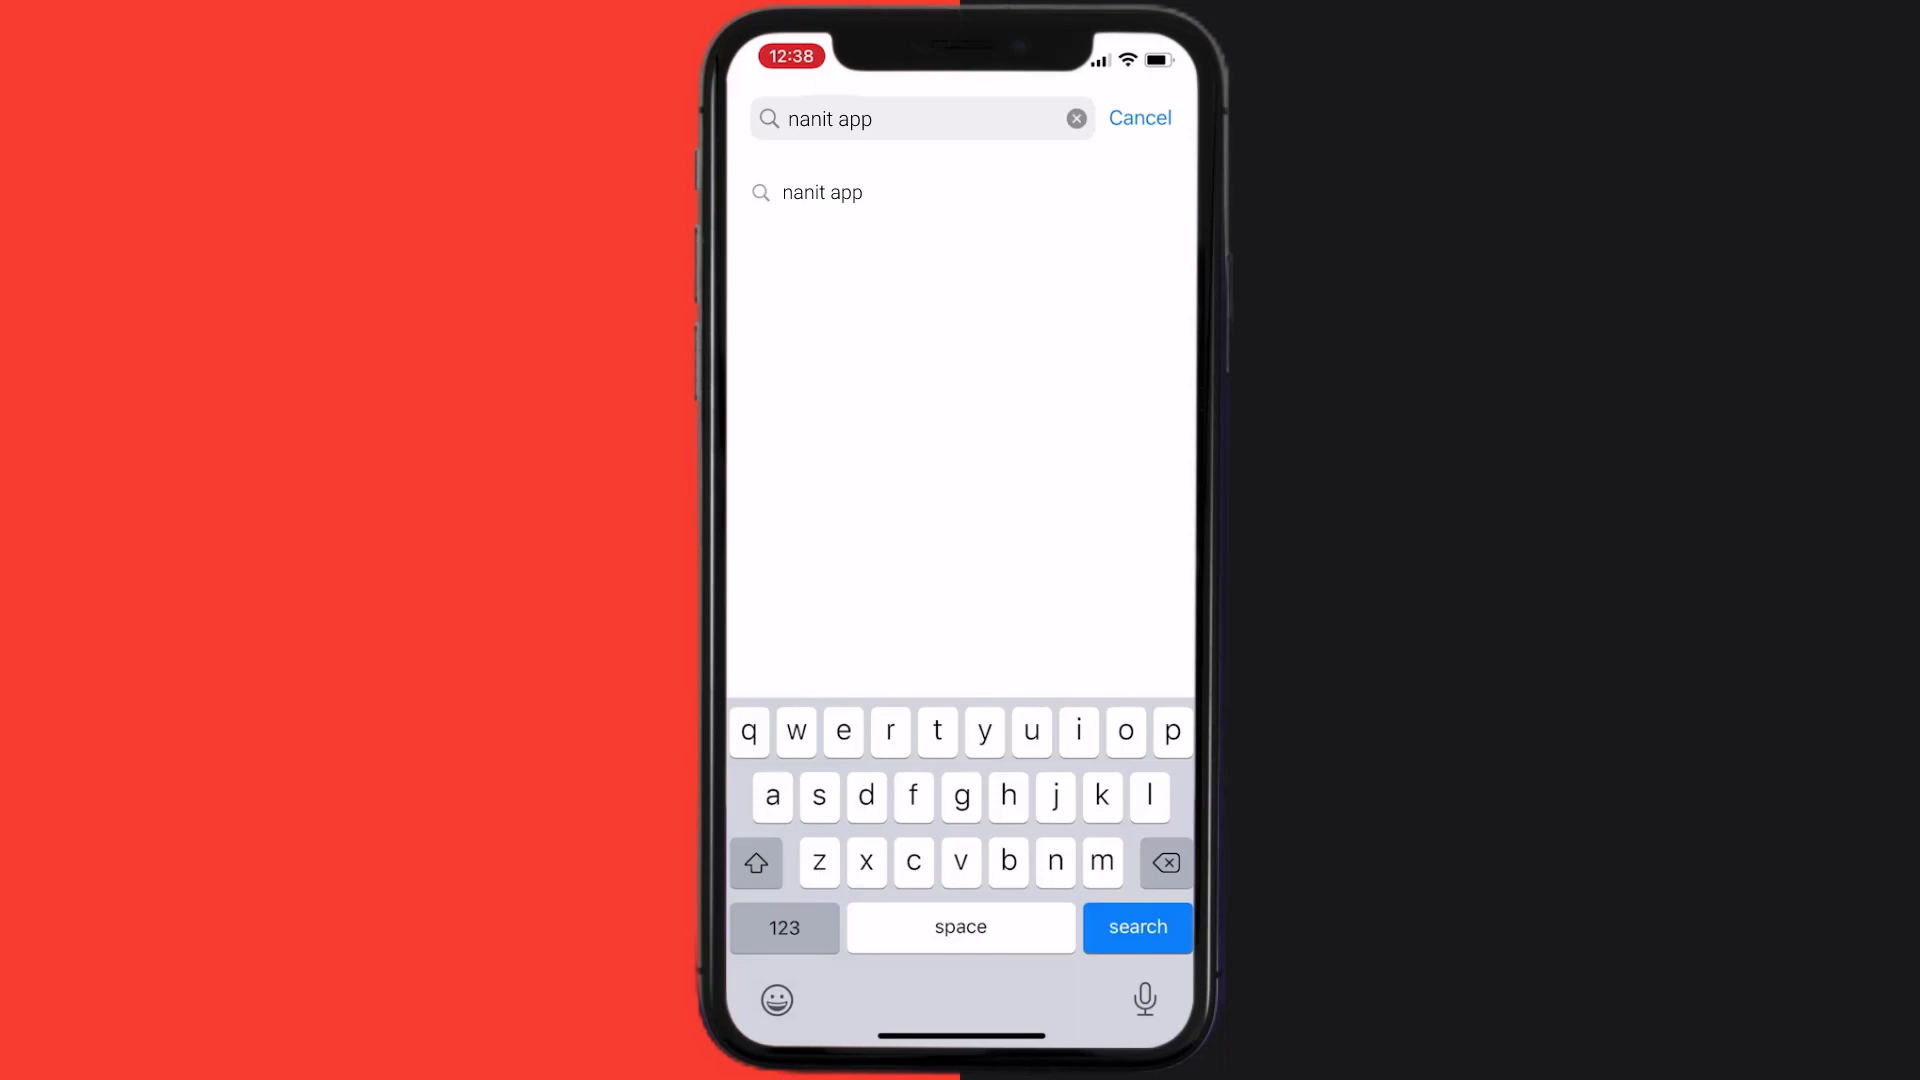 12:38
nanit app
Cancel
nanit app
q w e r t y u i o p
a s d f g h j k l
z x c v b n m
123 space search